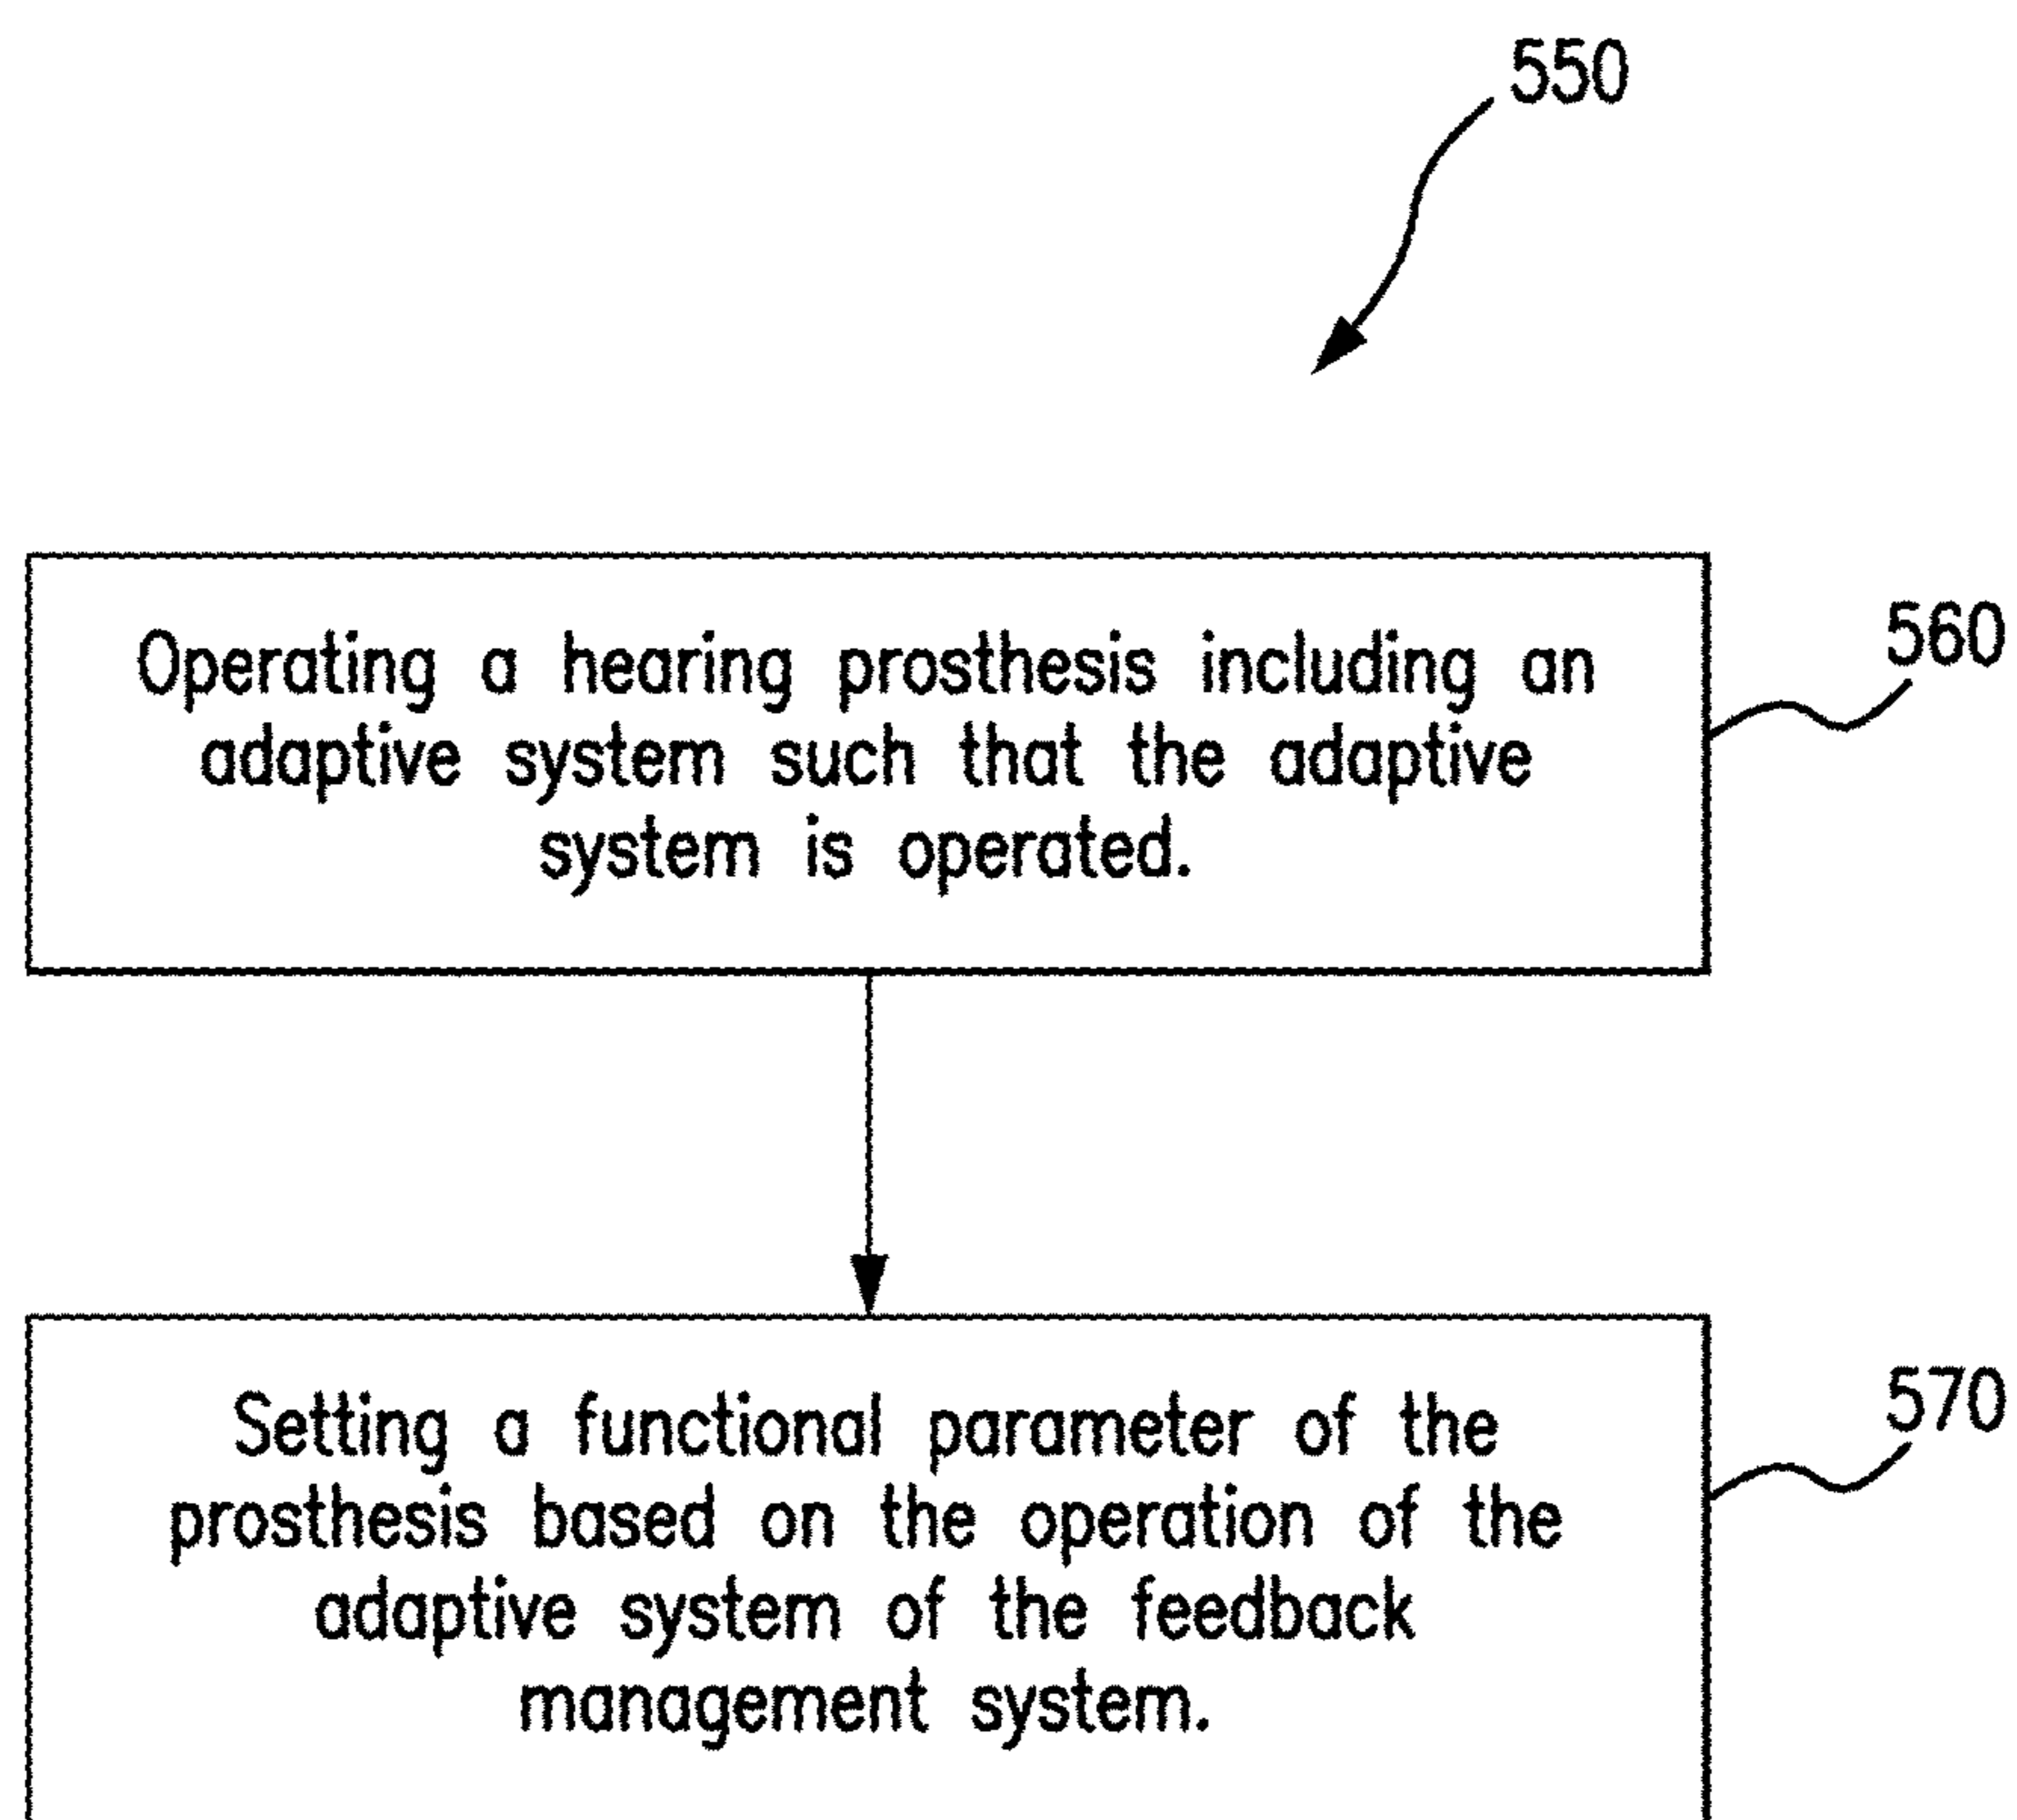 550
Operating a hearing prosthesis including an
adaptive system such that the adaptive
system is operated.
560
Setting a functional parameter of the
prosthesis based on the operation of the
adaptive system of the feedback
management system.
570